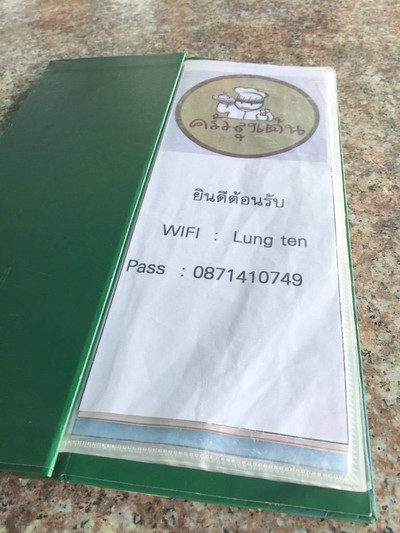 ครัวลุงเต็น
ยินดีต้อนรับ
WIFI : Lung ten
Pass : 0871410749